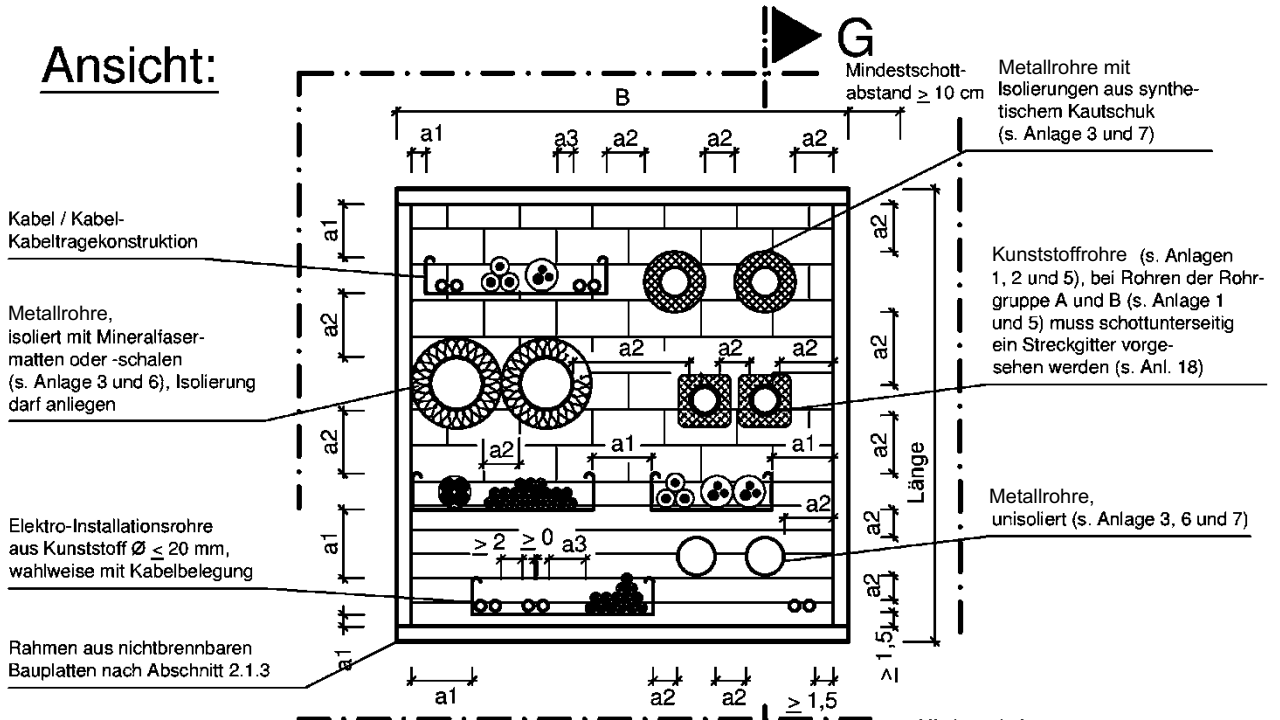 Ansicht:
G
Mindestschott-
abstand ≥ 10 cm
B
a1
a3
a2
a2
a2
Metallrohre mit
Isolierungen aus synthe-
tischem Kautschuk
(s. Anlage 3 und 7)
Kabel / Kabel-
Kabeltragekonstruktion
a1
a2
Kunststoffrohre (s. Anlagen
1, 2 und 5), bei Rohren der Rohr-
gruppe A und B (s. Anlage 1
und 5) muss schottunterseitig
ein Streckgitter vorge-
sehen werden (s. Anl. 18)
Metallrohre,
isoliert mit Mineralfaser-
matten oder -schalen
(s. Anlage 3 und 6), Isolierung
darf anliegen
a2
a2
a2
a2
a2
a2
a2
a1
a1
a2
Länge
a2
Metallrohre,
unisoliert (s. Anlage 3, 6 und 7)
a2
Elektro-Installationsrohre
aus Kunststoff Ø ≤ 20 mm,
wahlweise mit Kabelbelegung
a1
≥ 2
≥ 0
a3
a2
Rahmen aus nichtbrennbaren
Bauplatten nach Abschnitt 2.1.3
a1
≥ 1,5
a1
a2
a2
≥ 1,5